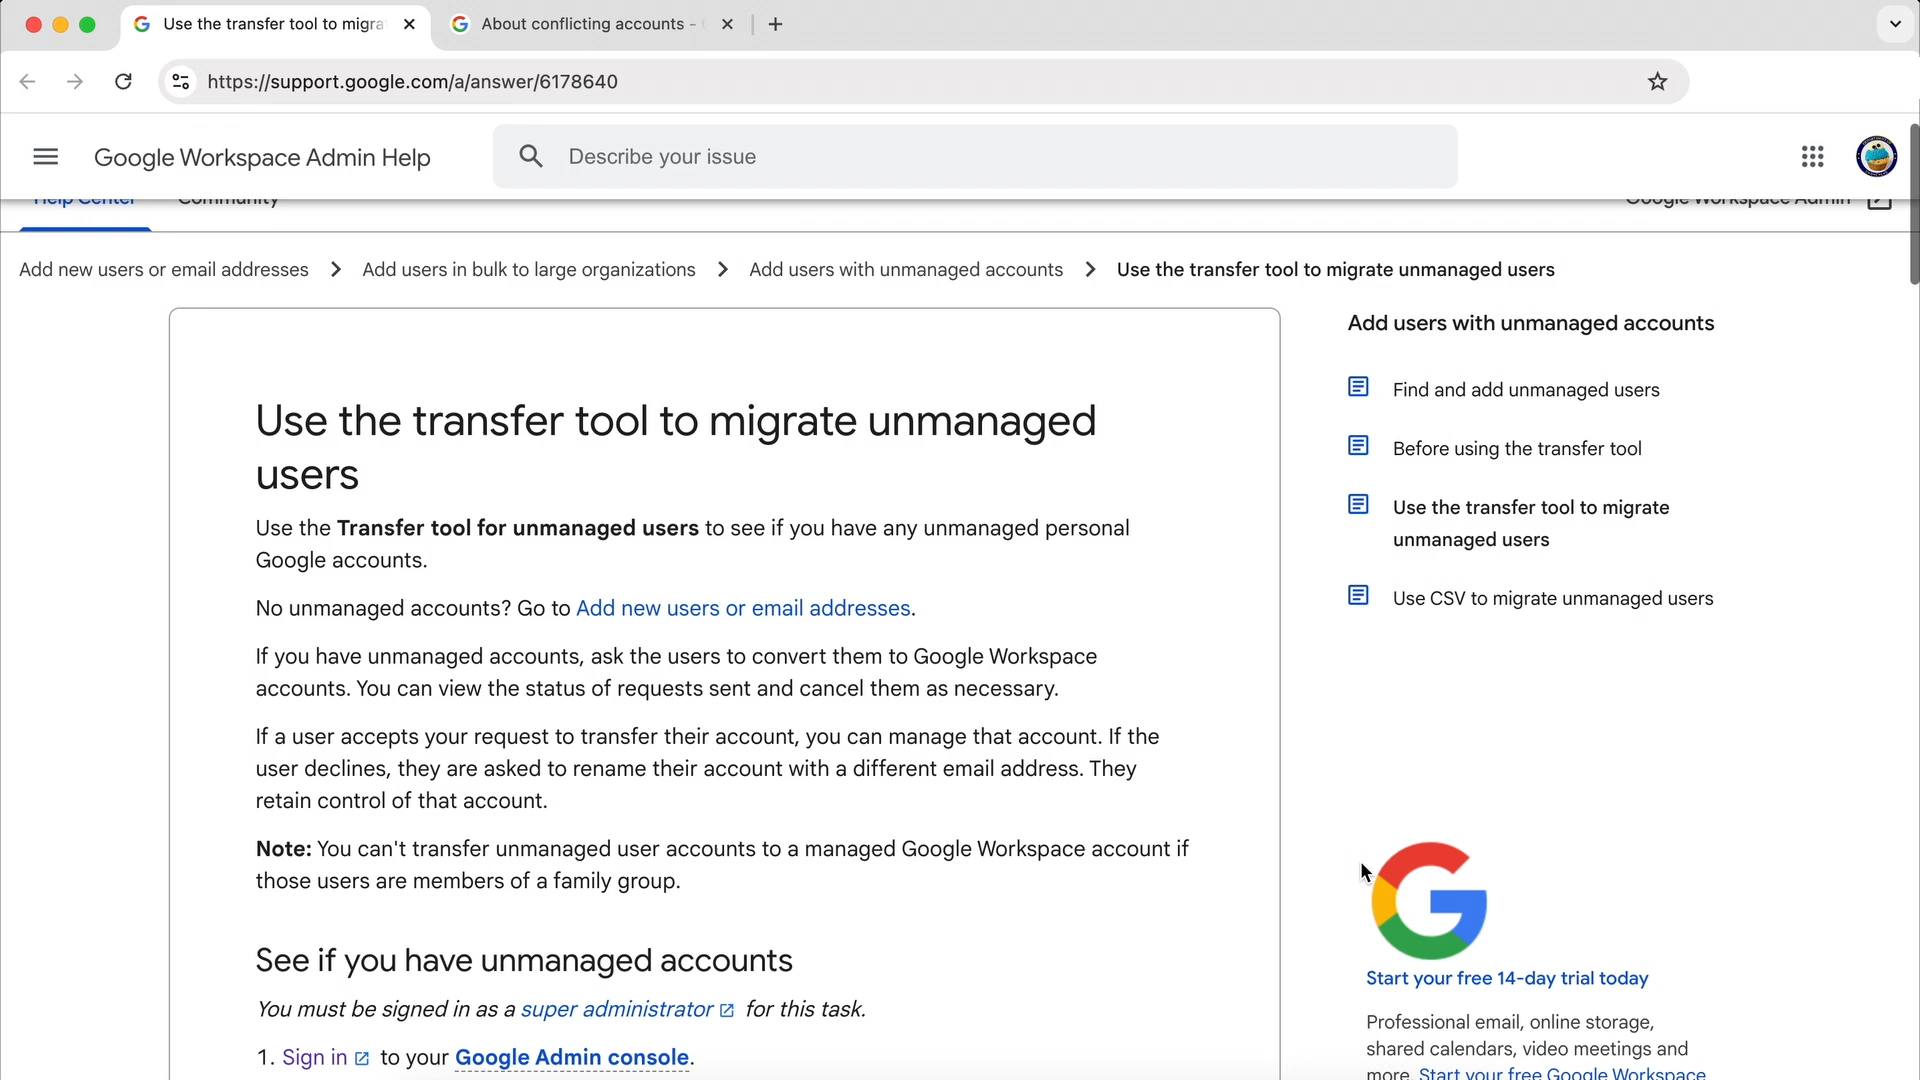 Use the transfer tool to migra
About conflicting accounts -
https://support.google.com/a/answer/6178640
Google Workspace Admin Help
Describe your issue
Help Center
Community
Google Workspace Admin
Add new users or email addresses
Add users in bulk to large organizations
Add users with unmanaged accounts
Use the transfer tool to migrate unmanaged users
Use the transfer tool to migrate unmanaged
users
Use the Transfer tool for unmanaged users to see if you have any unmanaged personal
Google accounts.
No unmanaged accounts? Go to Add new users or email addresses.
If you have unmanaged accounts, ask the users to convert them to Google Workspace
accounts. You can view the status of requests sent and cancel them as necessary.
If a user accepts your request to transfer their account, you can manage that account. If the
user declines, they are asked to rename their account with a different email address. They
retain control of that account.
Note: You can't transfer unmanaged user accounts to a managed Google Workspace account if
those users are members of a family group.
See if you have unmanaged accounts
You must be signed in as a super administrator for this task.
1. Sign in to your Google Admin console.
Add users with unmanaged accounts
Find and add unmanaged users
Before using the transfer tool
Use the transfer tool to migrate
unmanaged users
Use CSV to migrate unmanaged users
Start your free 14-day trial today
Professional email, online storage,
shared calendars, video meetings and
more. Start your free Google Workspace